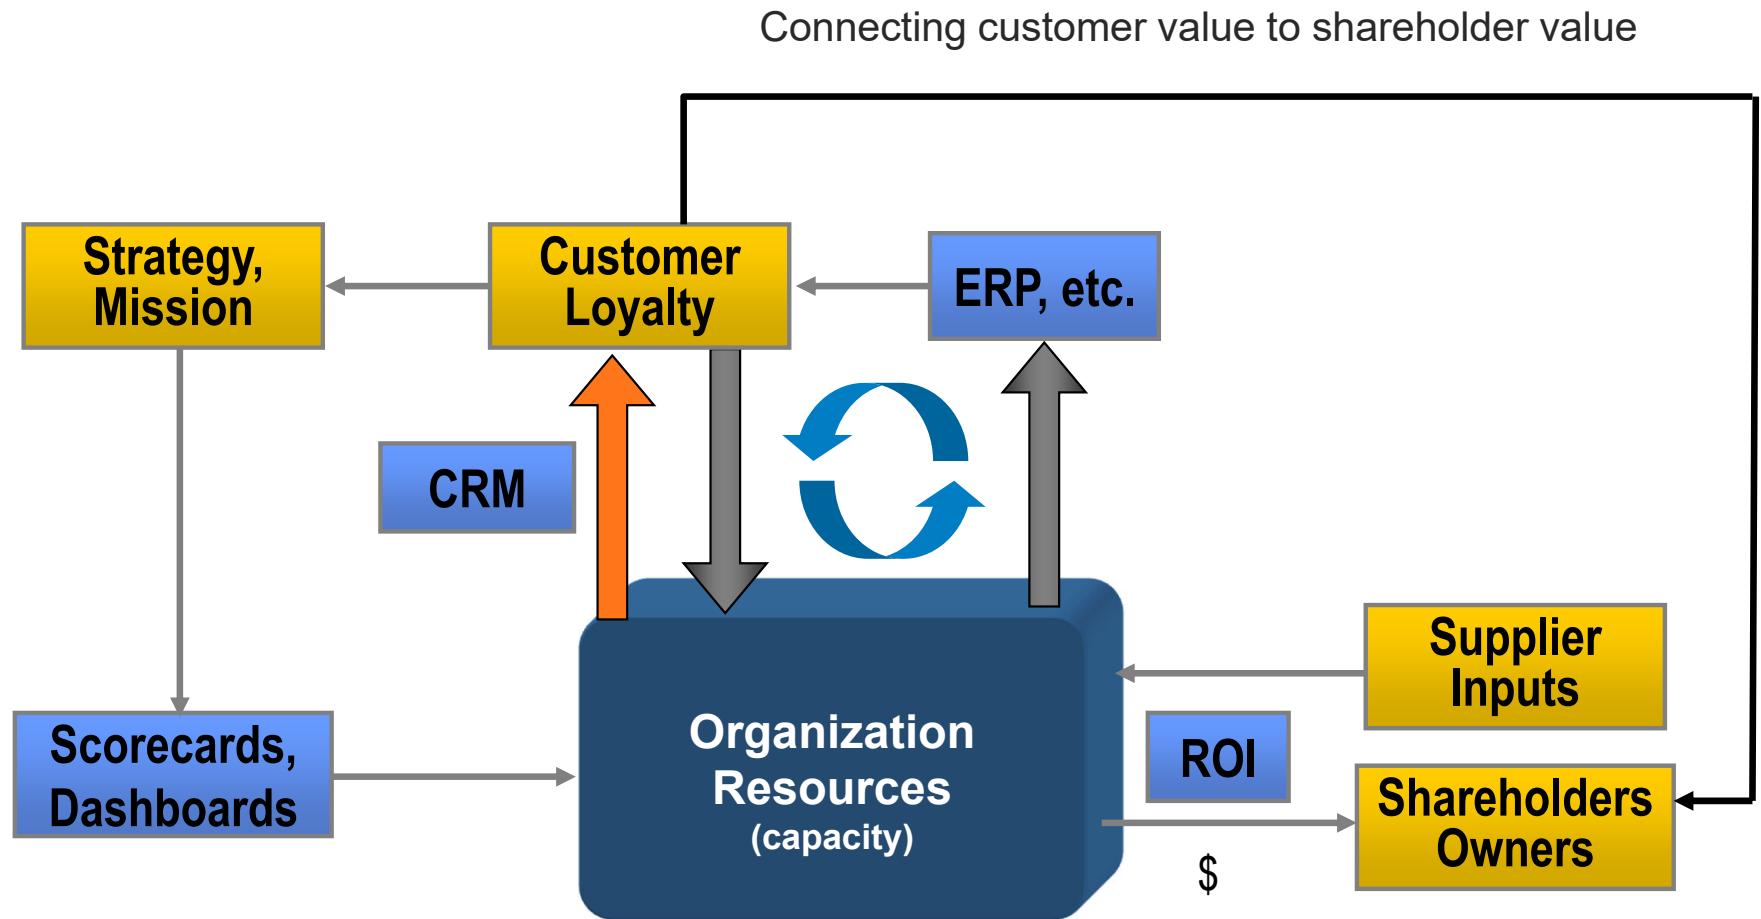 Connecting customer value to shareholder value
Strategy,
Mission
Customer
Loyalty
ERP, etc.
CRM
Supplier
Inputs
Organization
Resources
(capacity)
Scorecards,
Dashboards
ROI
Shareholders
Owners
$